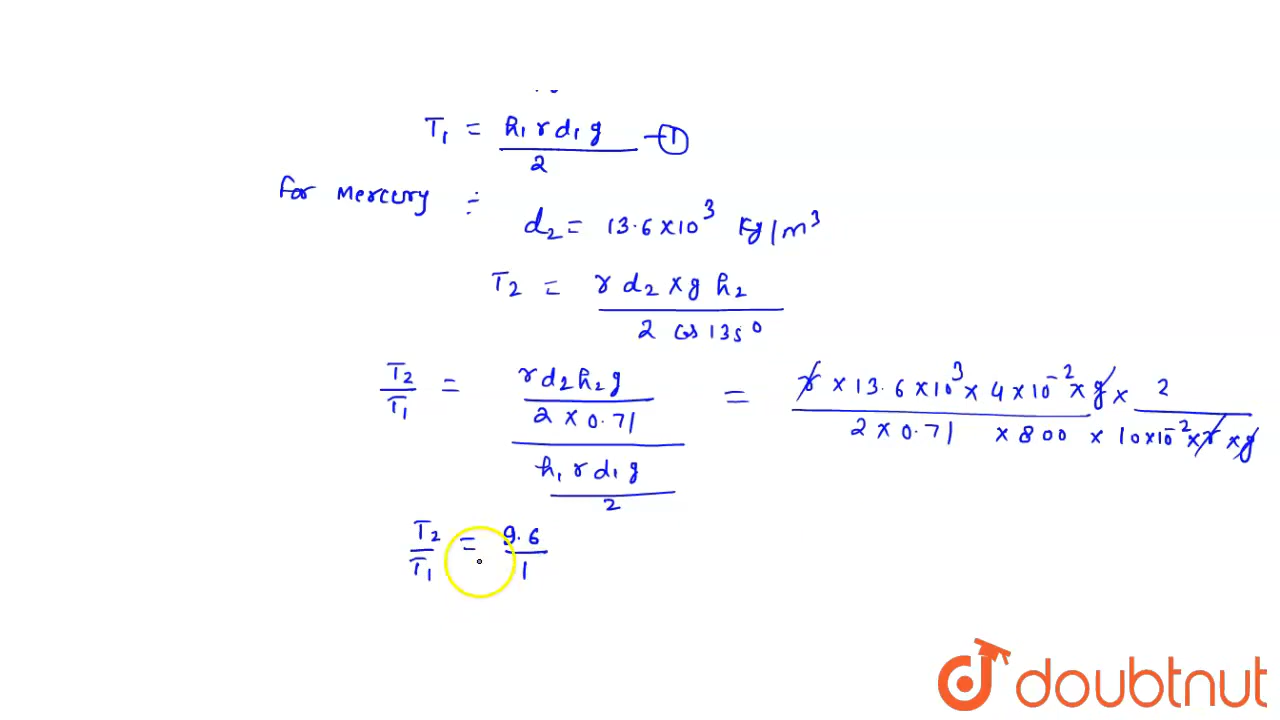 T₁ = h₁ r d₁ g / 2 —①
For Mercury ÷
d₂ = 13.6×10³ Kg/m³
T₂ = r d₂ × g h₂ / 2 cos 135⁰
T₂/T₁ = (r d₂ h₂ g / 2 × 0.71) / (h₁ r d₁ g / 2) = r × 13.6×10³ × 4×10⁻² × g × 2 / 2 × 0.71 × 800 × 10×10⁻² × r × g
T₂/T₁ = 9.6/1
doubtnut